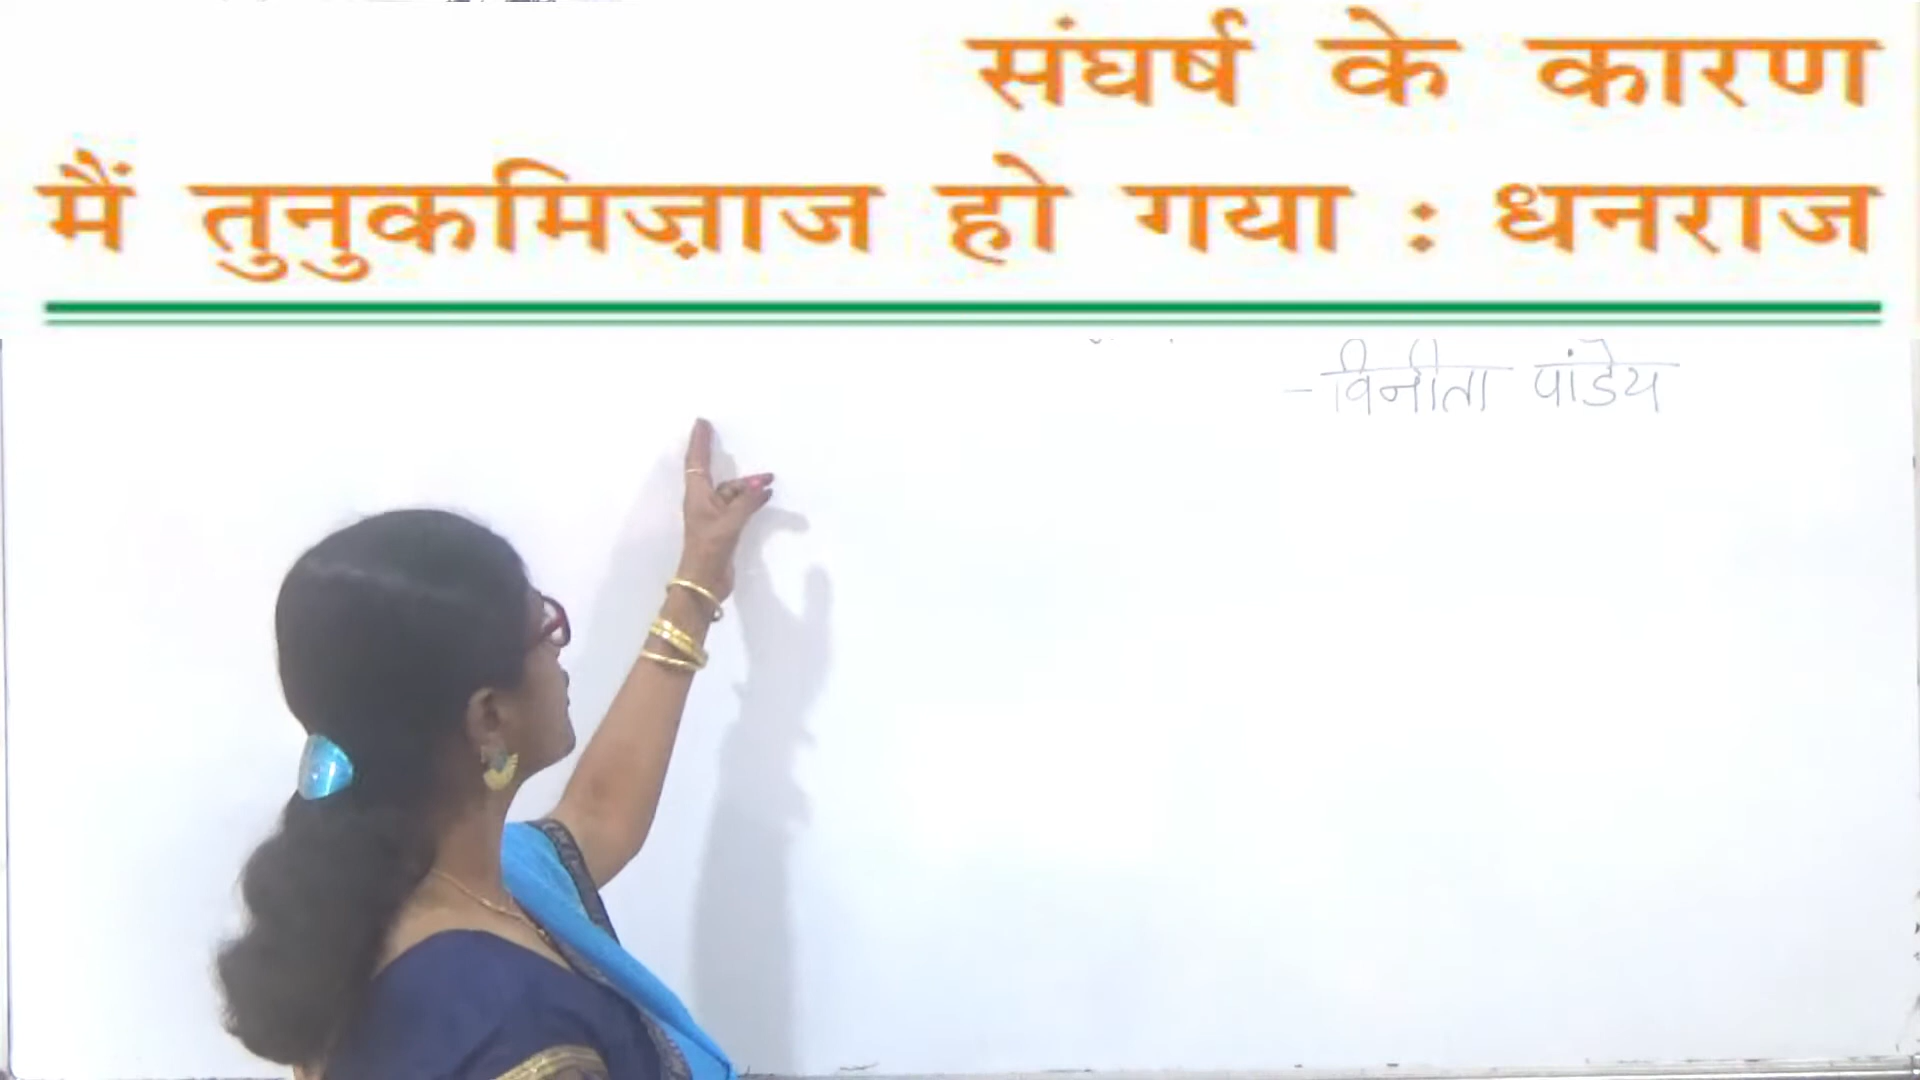 संघर्ष के कारण
मैं तुनुकमिज़ाज हो गया : धनराज
– विनीता पांडेय